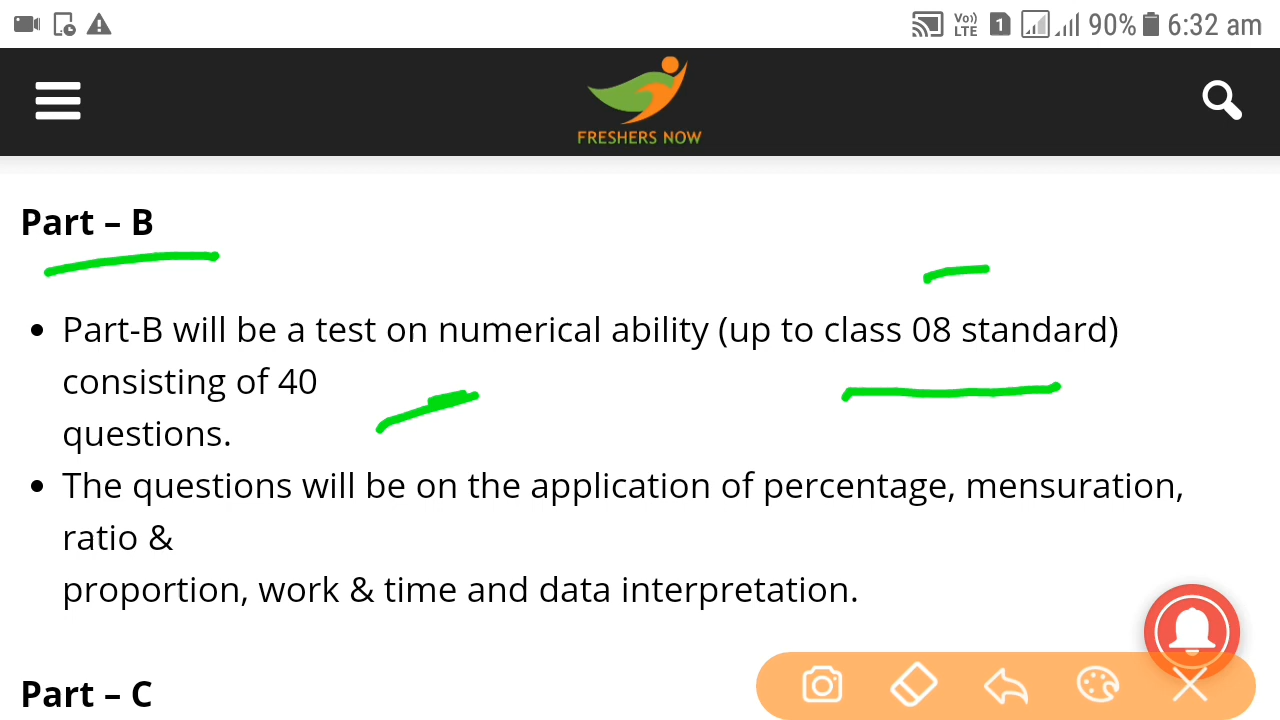 Vo)) 1 90% 6:32 am
LTE
FRESHERS NOW
Part – B
• Part-B will be a test on numerical ability (up to class 08 standard)
consisting of 40
questions.
• The questions will be on the application of percentage, mensuration,
ratio &
proportion, work & time and data interpretation.
Part – C